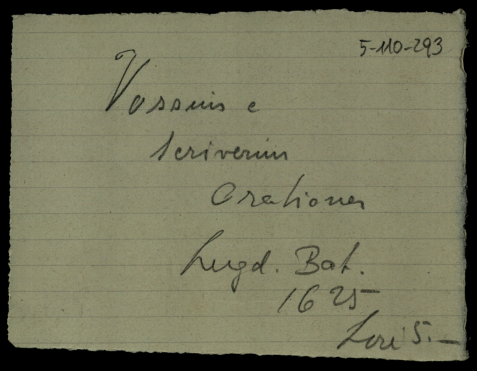 5-110-293
Vossius e
Scriverius
Orationes
Lugd. Bat.
1625
Lire 5.—